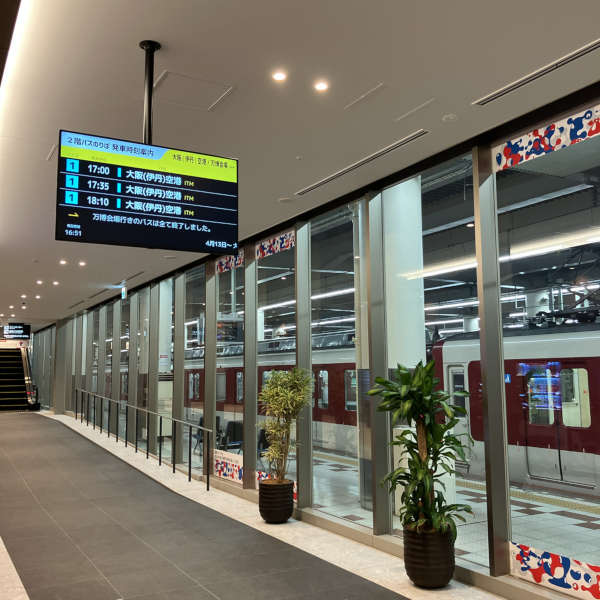 2階バスのりば 発車時刻案内
大阪(伊丹)空港・万博会場
1 17:00 大阪(伊丹)空港 ITM
1 17:35 大阪(伊丹)空港 ITM
1 18:10 大阪(伊丹)空港 ITM
万博会場行きのバスは全て終了しました。
16:51
4月13日～